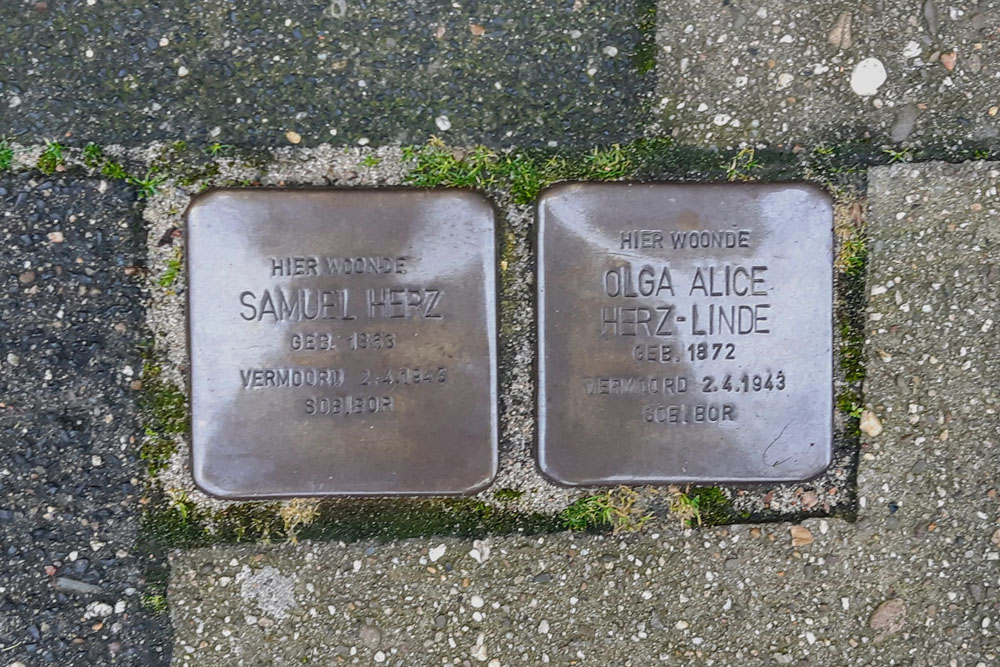 HIER WOONDE
SAMUEL HERZ
GEB. 1863
VERMOORD 2.4.1943
SOBIBOR
HIER WOONDE
OLGA ALICE
HERZ-LINDE
GEB. 1872
VERMOORD 2.4.1943
SOBIBOR